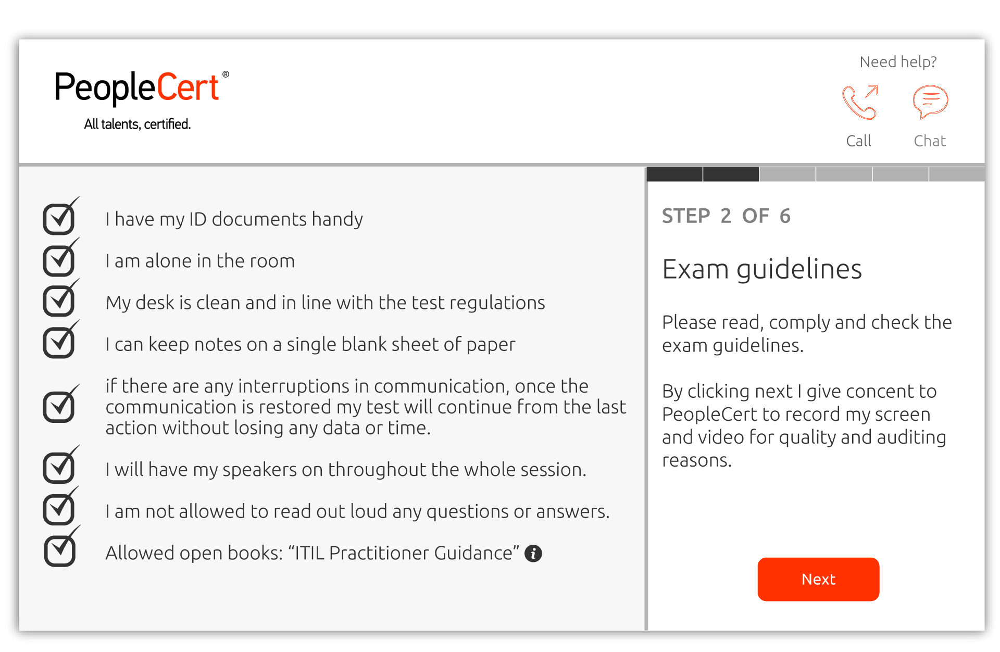 PeopleCert®
All talents, certified.
Need help?
Call
Chat
I have my ID documents handy
I am alone in the room
My desk is clean and in line with the test regulations
I can keep notes on a single blank sheet of paper
if there are any interruptions in communication, once the
communication is restored my test will continue from the last
action without losing any data or time.
I will have my speakers on throughout the whole session.
I am not allowed to read out loud any questions or answers.
Allowed open books: “ITIL Practitioner Guidance” i
STEP 2 OF 6
Exam guidelines
Please read, comply and check the
exam guidelines.
By clicking next I give concent to
PeopleCert to record my screen
and video for quality and auditing
reasons.
Next